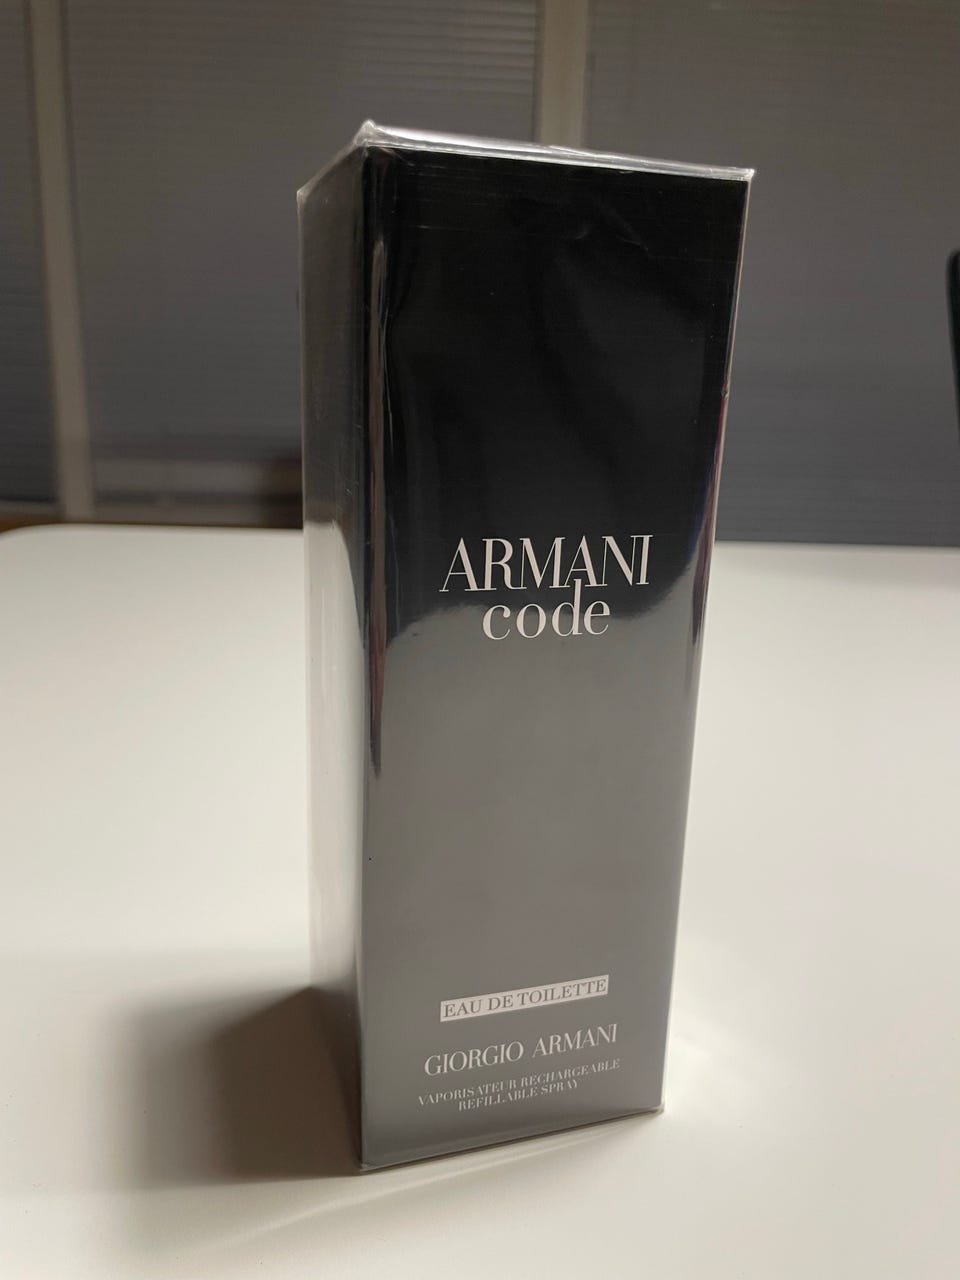 ARMANI
code
EAU DE TOILETTE
GIORGIO ARMANI
VAPORISATEUR RECHARGEABLE
REFILLABLE SPRAY